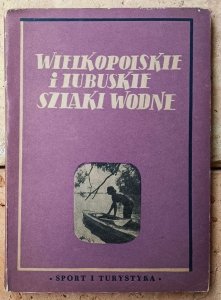 WIELKOPOLSKIE
i LUBUSKIE
SZLAKI WODNE
• SPORT I TURYSTYKA •